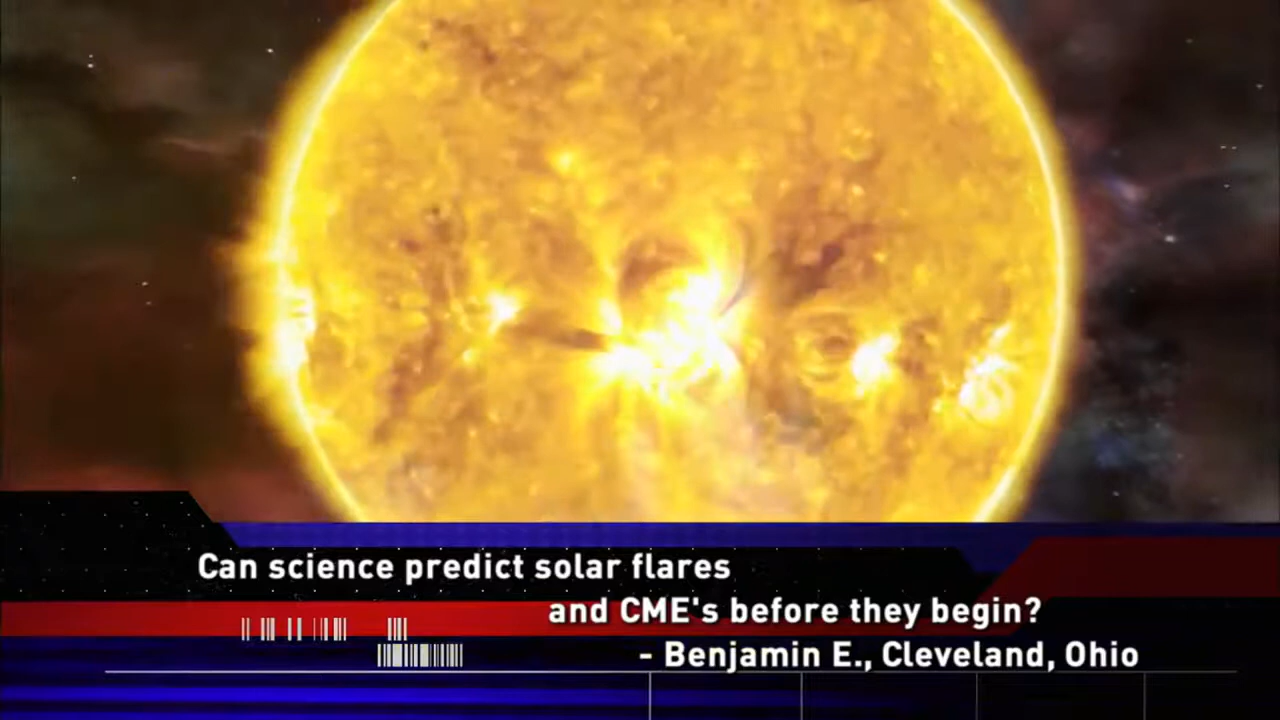 Can science predict solar flares
and CME's before they begin?
- Benjamin E., Cleveland, Ohio